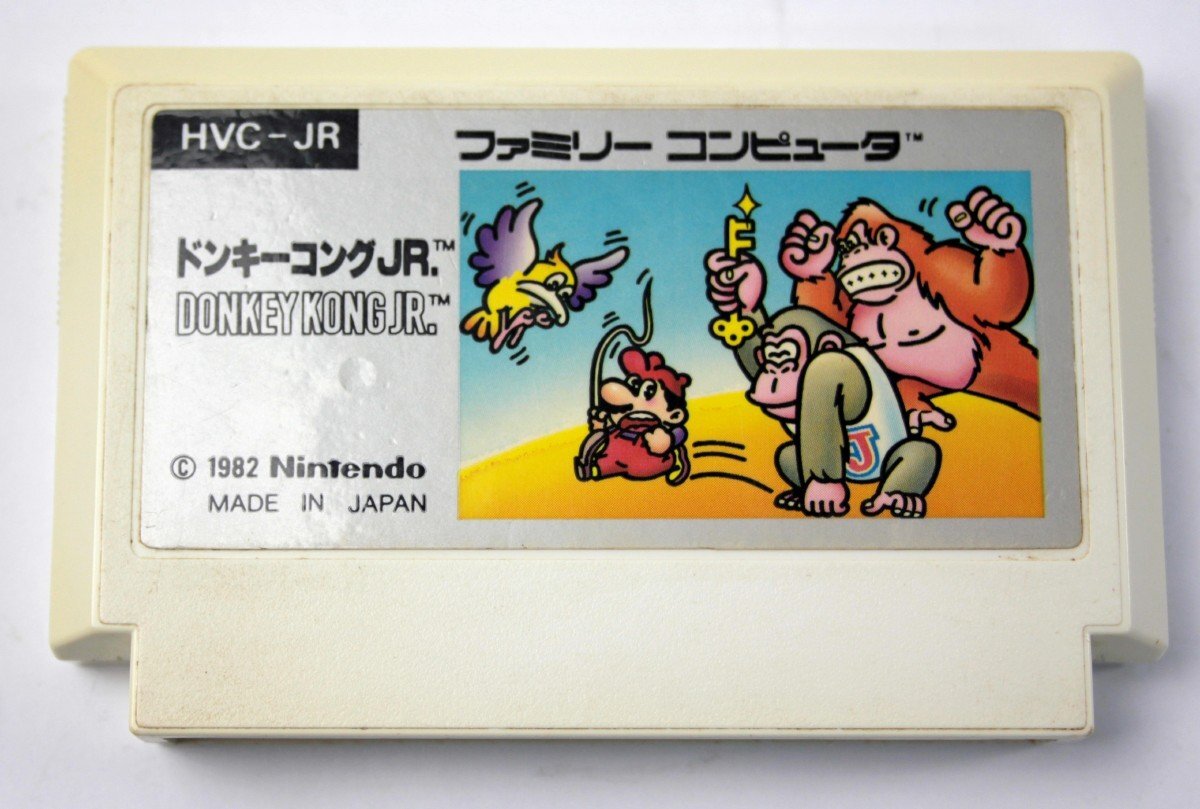 HVC-JR
ファミリー コンピュータ™
ドンキーコングJR.™
DONKEY KONG JR.™
J
© 1982 Nintendo
MADE IN JAPAN